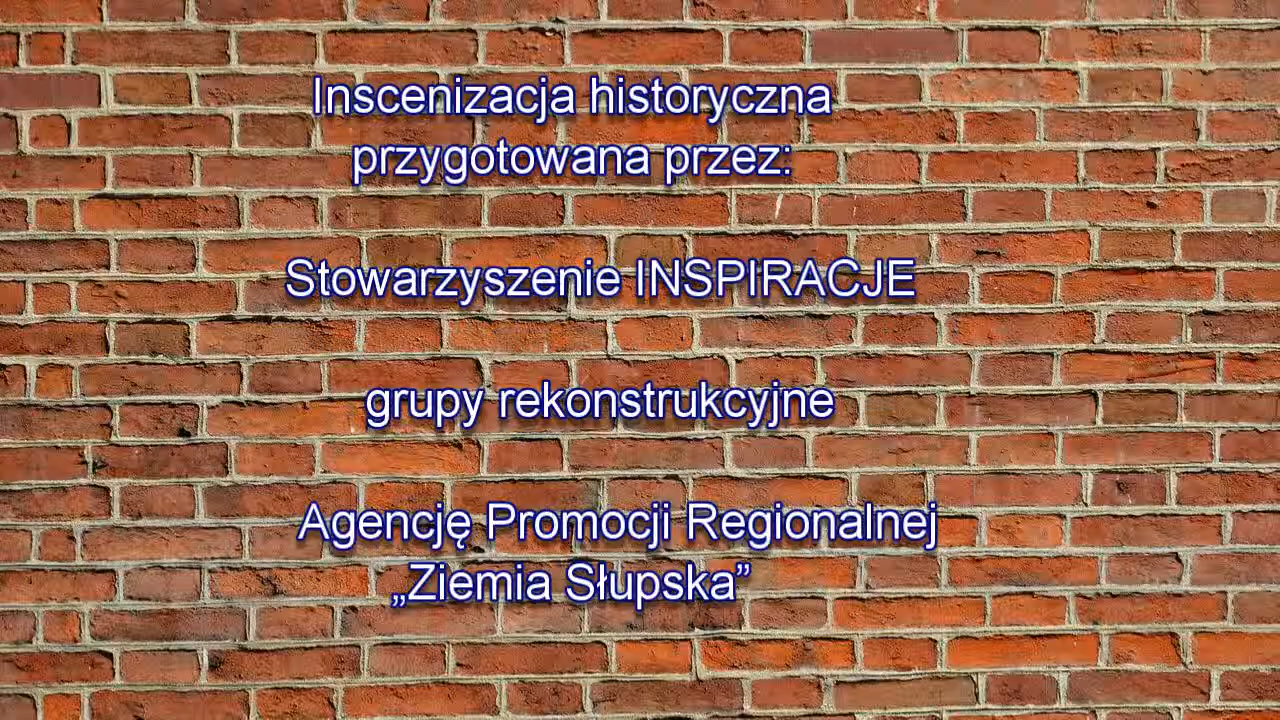 Inscenizacja historyczna
przygotowana przez:
Stowarzyszenie INSPIRACJE
grupy rekonstrukcyjne
Agencję Promocji Regionalnej
„Ziemia Słupska”